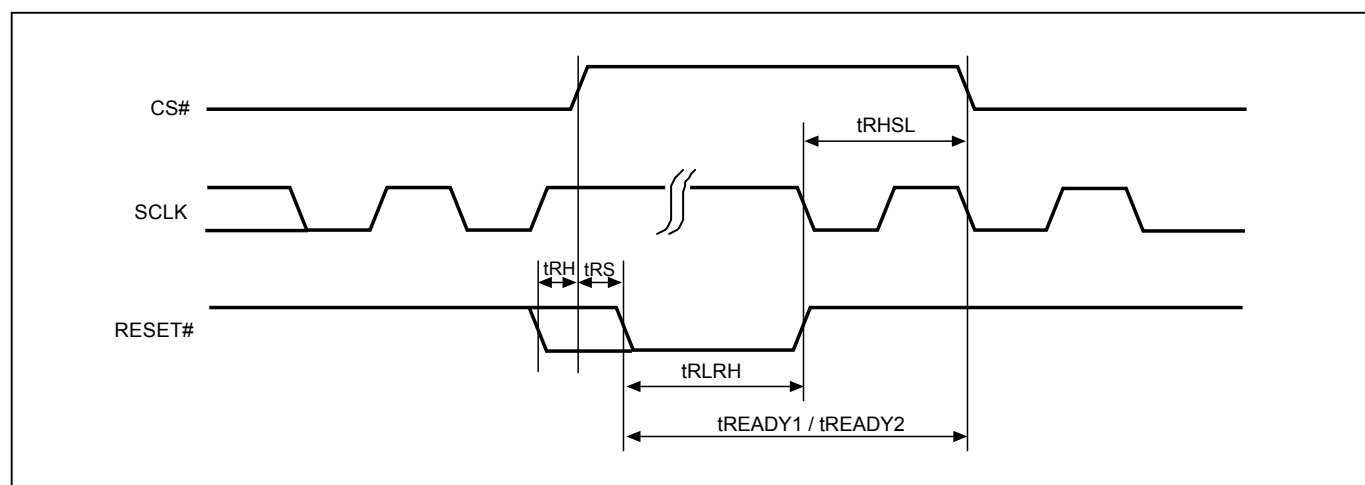 CS#
tRHSL
SCLK
tRH tRS
RESET#
tRLRH
tREADY1 / tREADY2